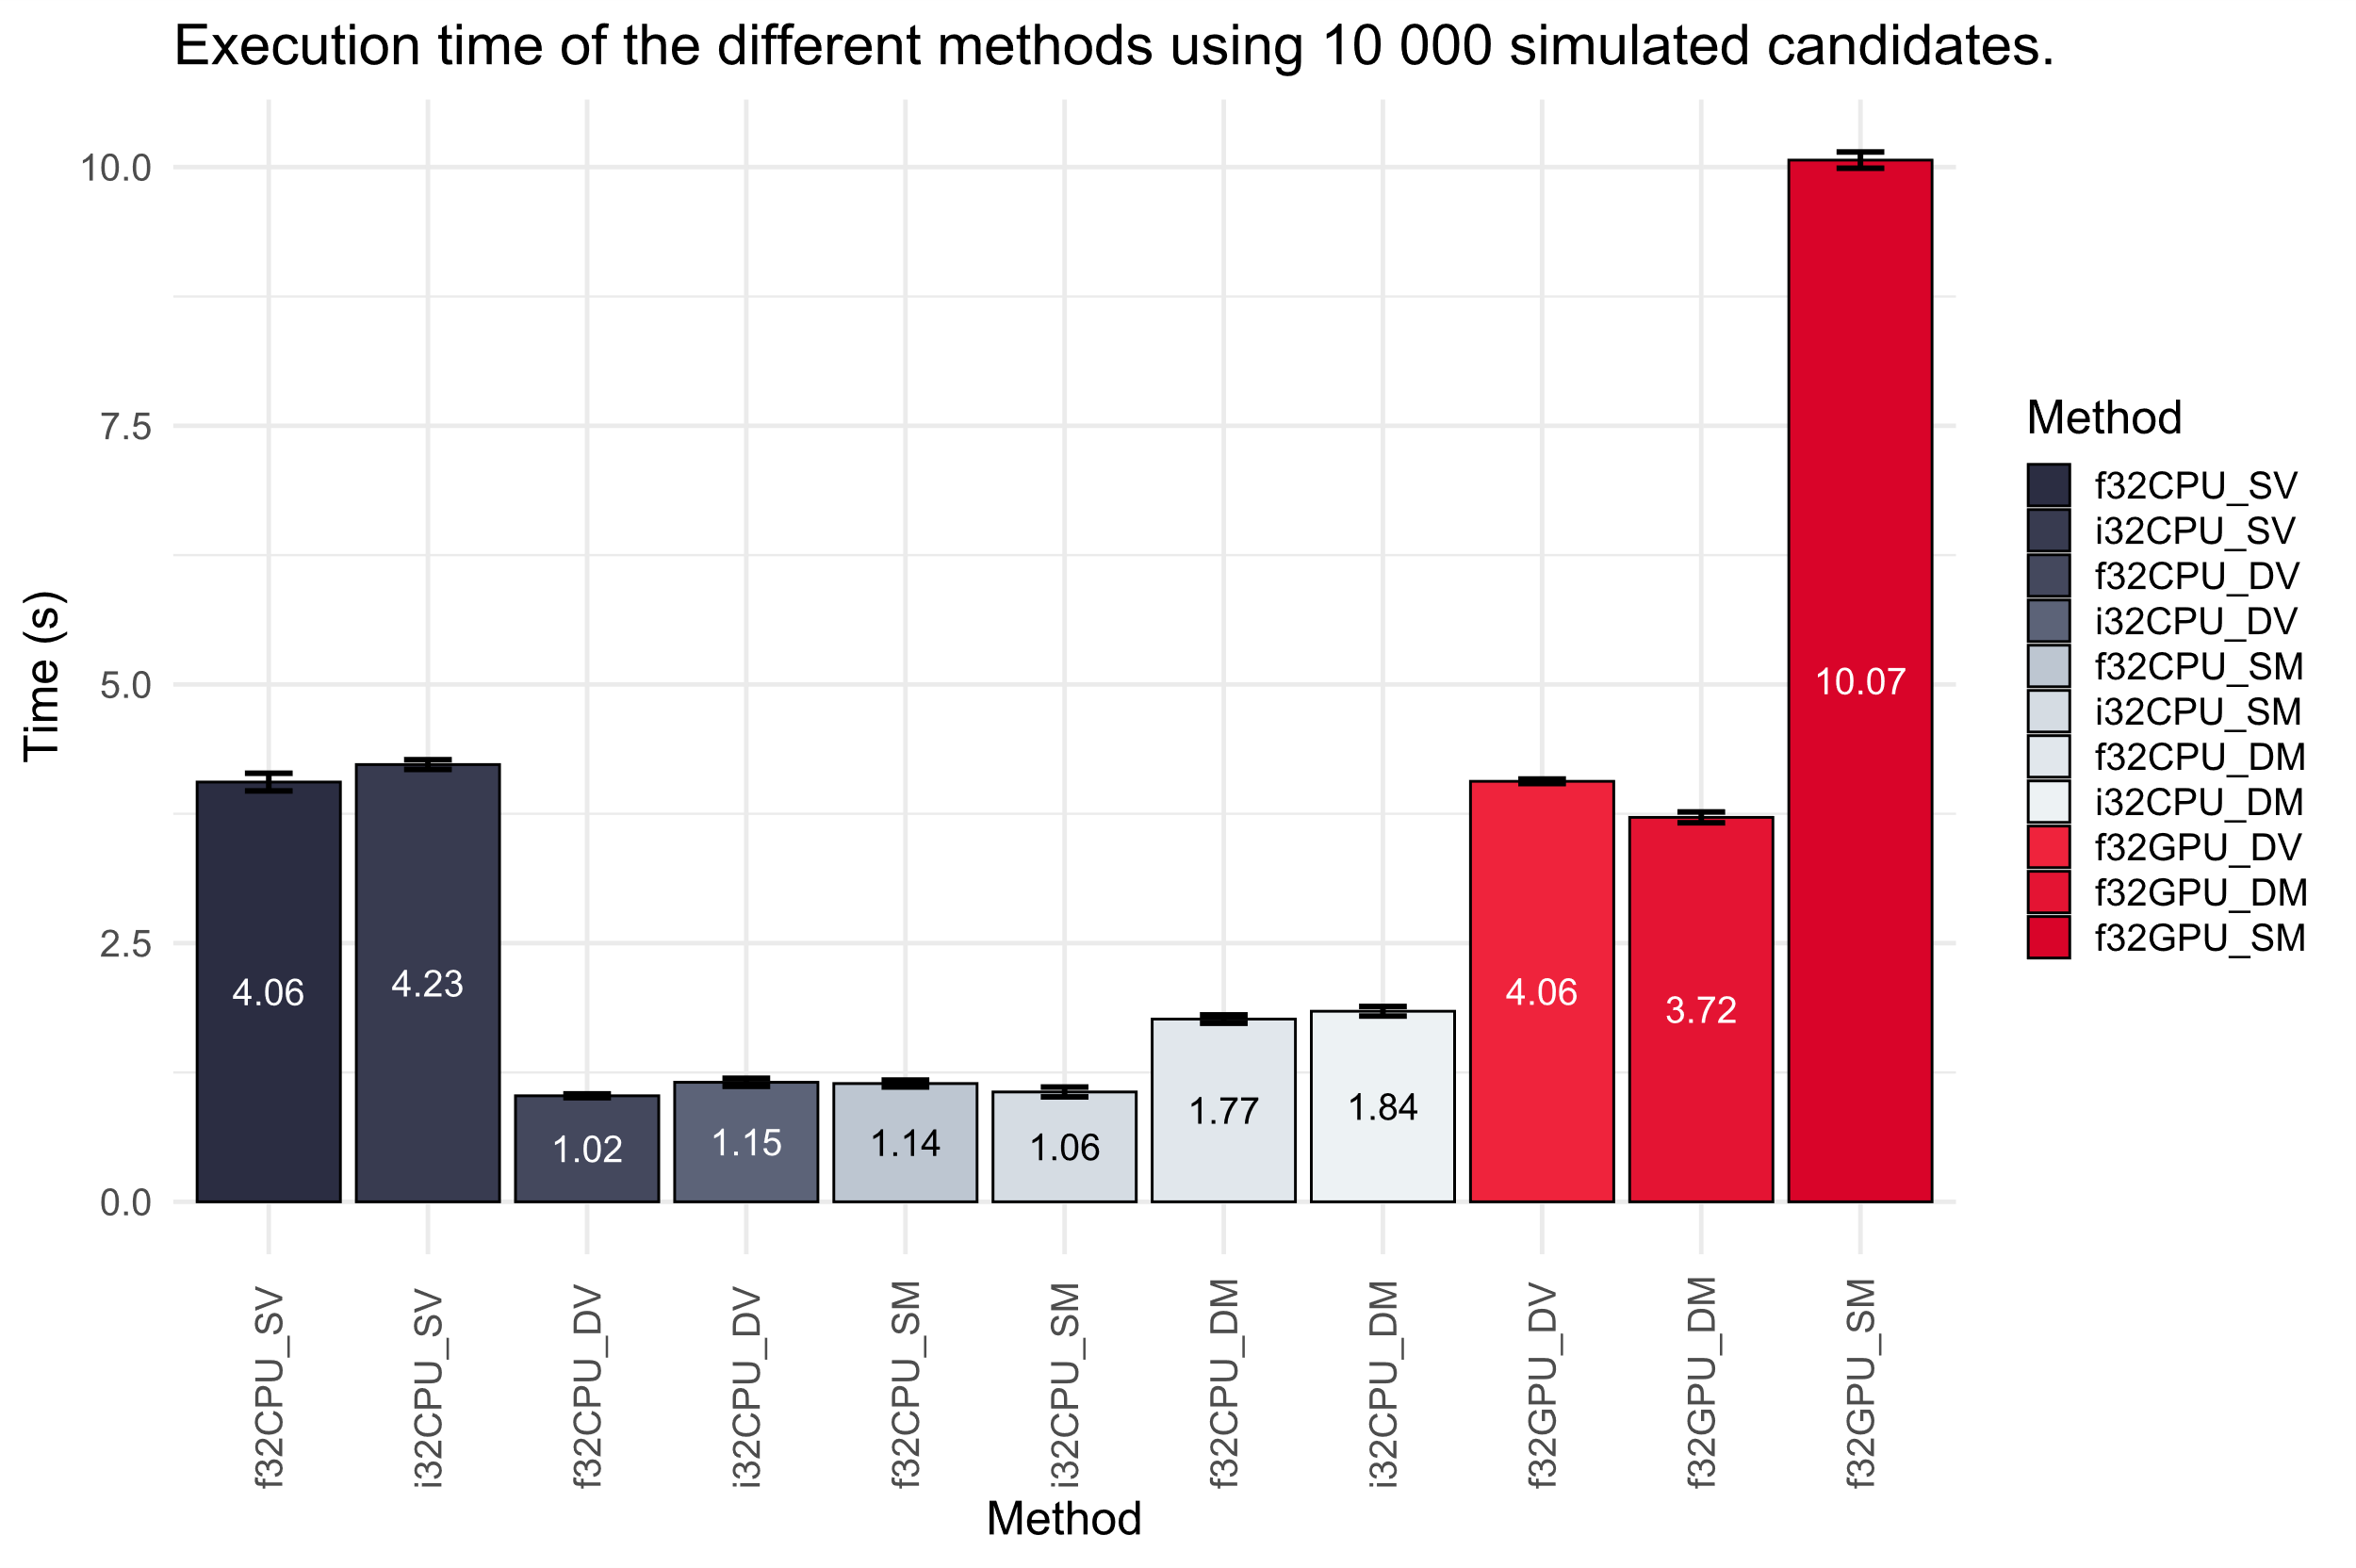 Execution time of the different methods using 10 000 simulated candidates.
Time (s)
10.0
7.5
5.0
2.5
0.0
4.06
4.23
1.02
1.15
1.14
1.06
1.77
1.84
4.06
3.72
10.07
f32CPU_SV
i32CPU_SV
f32CPU_DV
i32CPU_DV
f32CPU_SM
i32CPU_SM
f32CPU_DM
i32CPU_DM
f32GPU_DV
f32GPU_DM
f32GPU_SM
Method
Method
f32CPU_SV
i32CPU_SV
f32CPU_DV
i32CPU_DV
f32CPU_SM
i32CPU_SM
f32CPU_DM
i32CPU_DM
f32GPU_DV
f32GPU_DM
f32GPU_SM